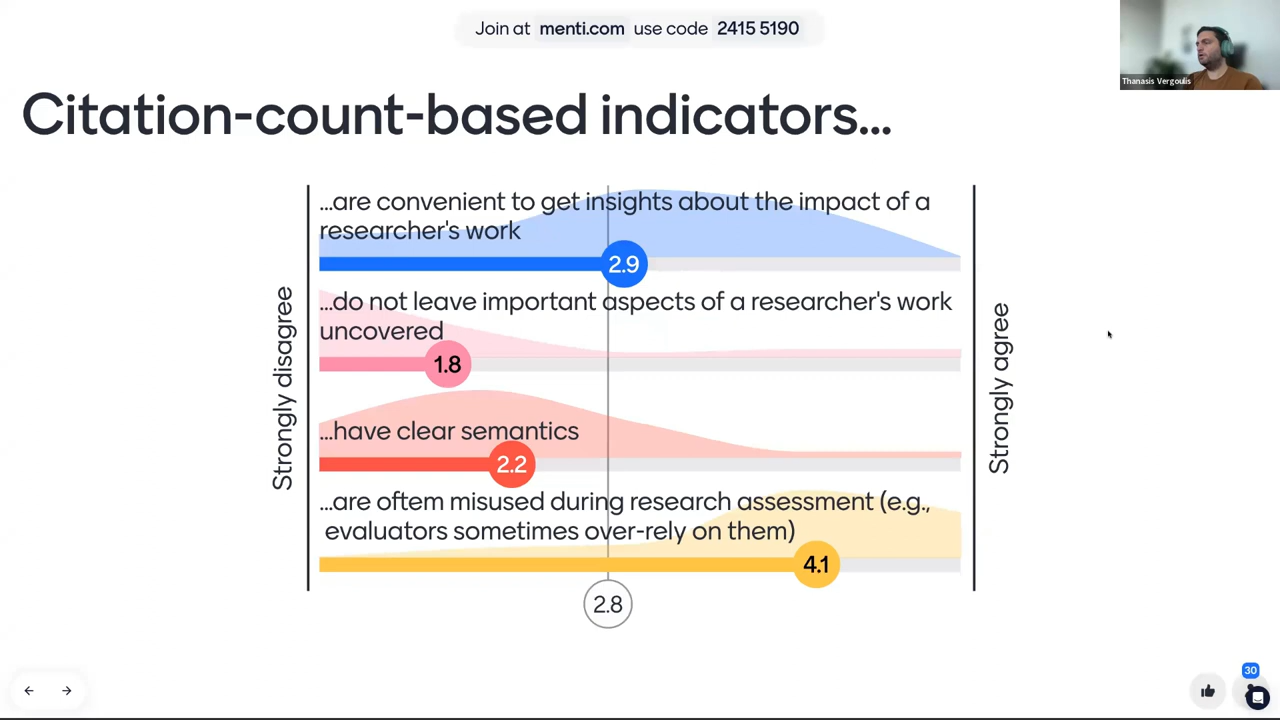 Join at menti.com use code 2415 5190
Thanasis Vergoulis
Citation-count-based indicators...
...are convenient to get insights about the impact of a
researcher's work
2.9
...do not leave important aspects of a researcher's work
uncovered
1.8
...have clear semantics
2.2
...are oftem misused during research assessment (e.g.,
evaluators sometimes over-rely on them)
4.1
2.8
Strongly disagree
Strongly agree
30